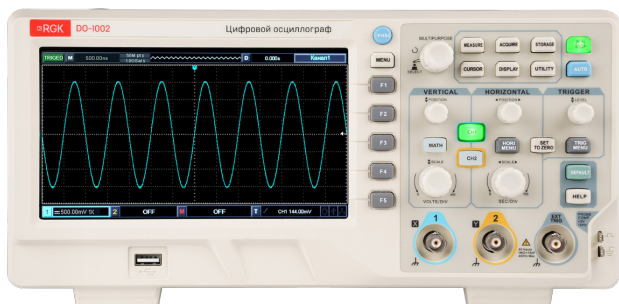 RGK DO-1002
Цифровой осциллограф
TRIGED M 500.00ns
D 0.000s Канал1
1 500.00mV 1X 2 OFF M OFF T CH1 144.00mV
MENU
F1
F2
F3
F4
F5
MULTIPURPOSE
SELECT
MEASURE ACQUIRE STORAGE
CURSOR DISPLAY UTILITY AUTO
VERTICAL HORIZONTAL TRIGGER
POSITION POSITION LEVEL
CH1
MATH HORI MENU SET TO ZERO TRIG MENU
CH2
SCALE SCALE
DEFAULT
VOLTS/DIV SEC/DIV
HELP
X 1 Y 2 EXT TRIG